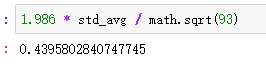 : 1.986 * std_avg / math.sqrt(93)
: 0.4395802840747745